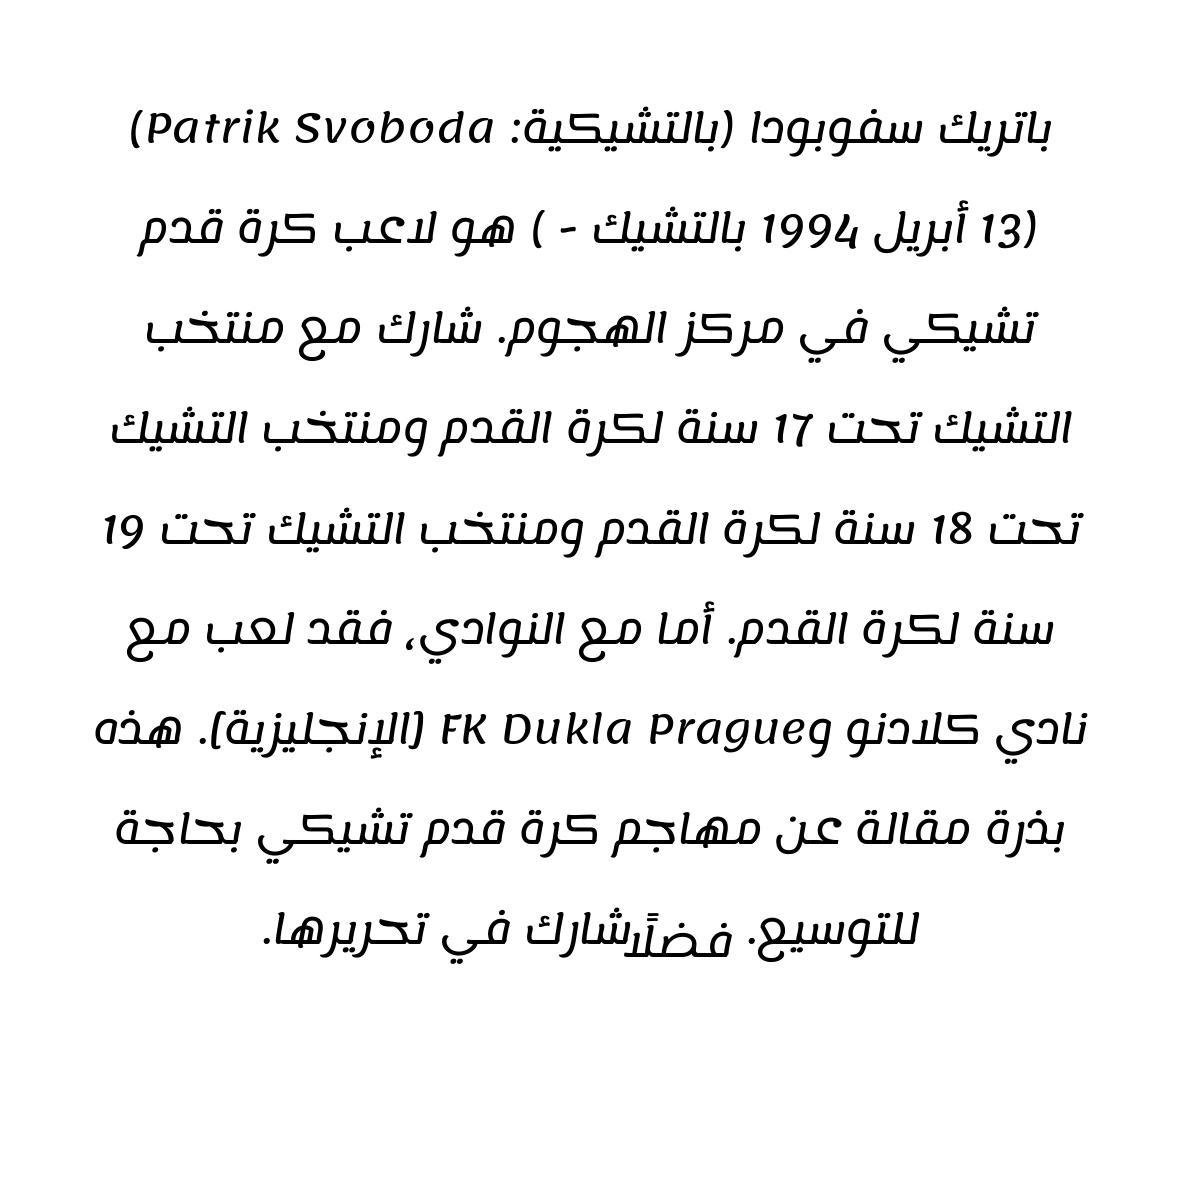 باتريك سفوبودا (بالتشيكية: Patrik Svoboda)
(13 أبريل 1994 بالتشيك - ) هو لاعب كرة قدم
تشيكي في مركز الهجوم. شارك مع منتخب
التشيك تحت 17 سنة لكرة القدم ومنتخب التشيك
تحت 18 سنة لكرة القدم ومنتخب التشيك تحت 19
سنة لكرة القدم. أما مع النوادي، فقد لعب مع
نادي كلادنو وFK Dukla Prague (الإنجليزية). هذه
بذرة مقالة عن مهاجم كرة قدم تشيكي بحاجة
للتوسيع. فضلًاشارك في تحريرها.